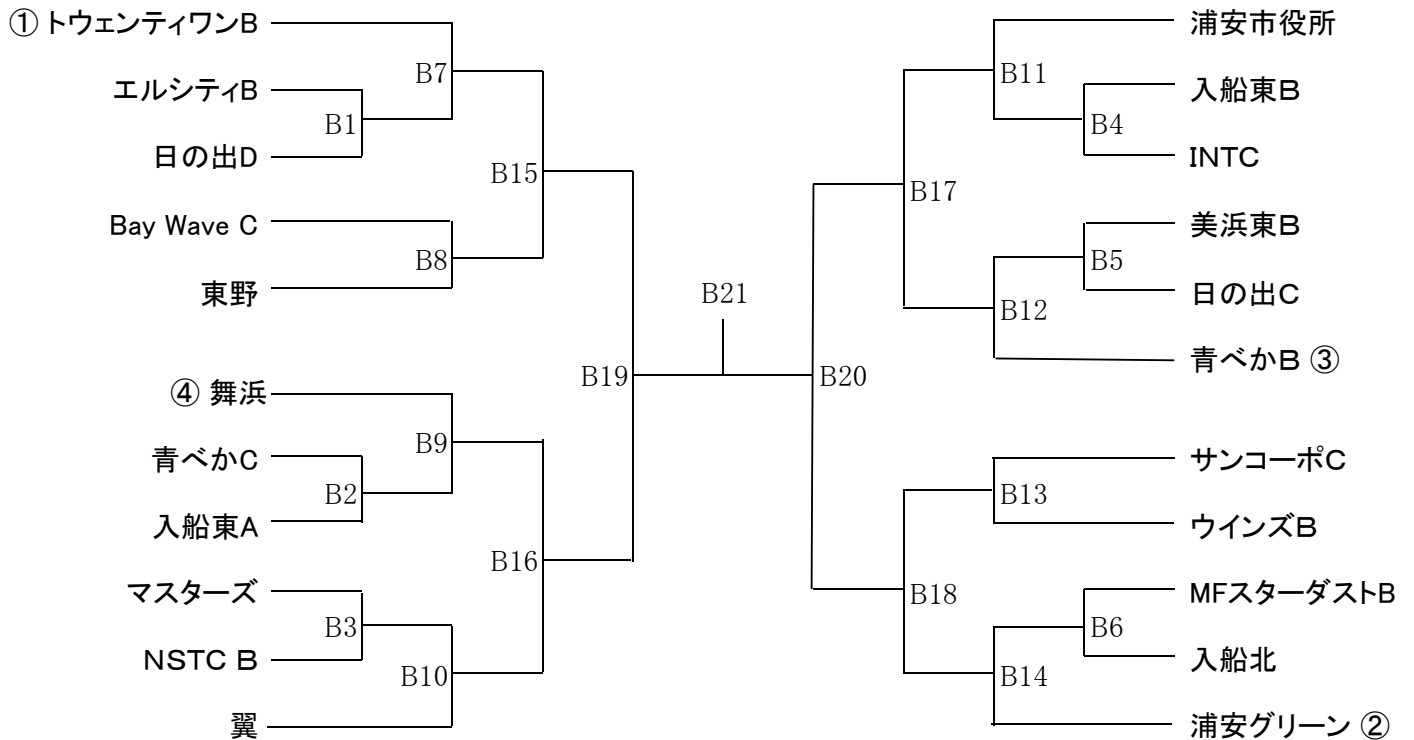 ① トウェンティワンB
B7
エルシティB
B1
日の出D
B15
Bay Wave C
B8
東野
B19
④ 舞浜
B9
青べかC
B2
入船東A
B16
マスターズ
B3
NSTC B
B10
翼
B21
浦安市役所
B11
入船東B
B4
INTC
B17
美浜東B
B5
日の出C
B12
青べかB ③
B20
サンコーポC
B13
ウインズB
B18
MFスターダストB
B6
入船北
B14
浦安グリーン ②